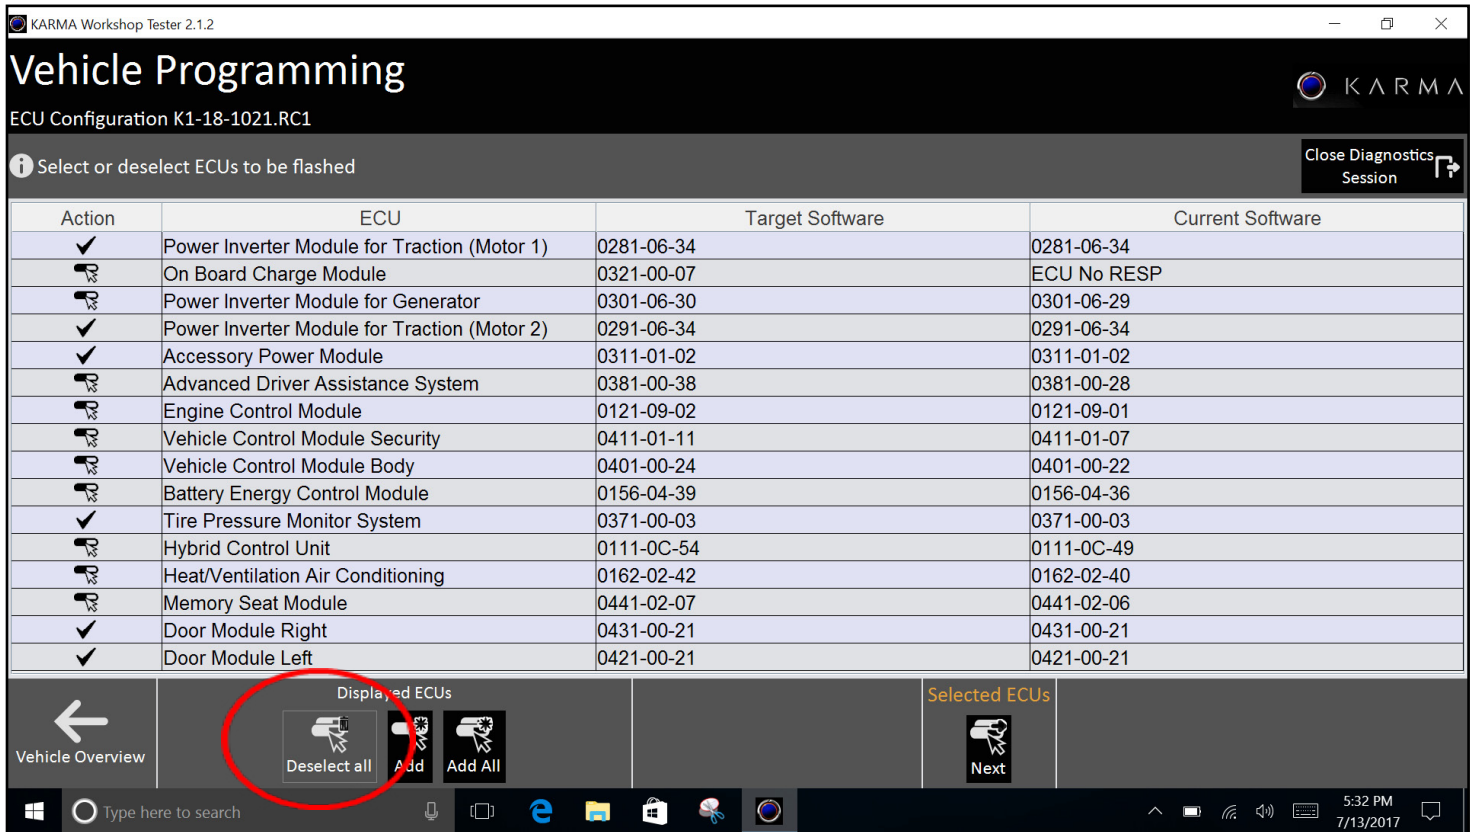 KARMA Workshop Tester 2.1.2
Vehicle Programming
KARMA
ECU Configuration K1-18-1021.RC1
Select or deselect ECUs to be flashed
Close Diagnostics
Session
Action ECU Target Software Current Software
Power Inverter Module for Traction (Motor 1) 0281-06-34 0281-06-34
On Board Charge Module 0321-00-07 ECU No RESP
Power Inverter Module for Generator 0301-06-30 0301-06-29
Power Inverter Module for Traction (Motor 2) 0291-06-34 0291-06-34
Accessory Power Module 0311-01-02 0311-01-02
Advanced Driver Assistance System 0381-00-38 0381-00-28
Engine Control Module 0121-09-02 0121-09-01
Vehicle Control Module Security 0411-01-11 0411-01-07
Vehicle Control Module Body 0401-00-24 0401-00-22
Battery Energy Control Module 0156-04-39 0156-04-36
Tire Pressure Monitor System 0371-00-03 0371-00-03
Hybrid Control Unit 0111-0C-54 0111-0C-49
Heat/Ventilation Air Conditioning 0162-02-42 0162-02-40
Memory Seat Module 0441-02-07 0441-02-06
Door Module Right 0431-00-21 0431-00-21
Door Module Left 0421-00-21 0421-00-21
Displayed ECUs
Selected ECUs
Vehicle Overview
Deselect all
Add
Add All
Next
Type here to search
5:32 PM
7/13/2017